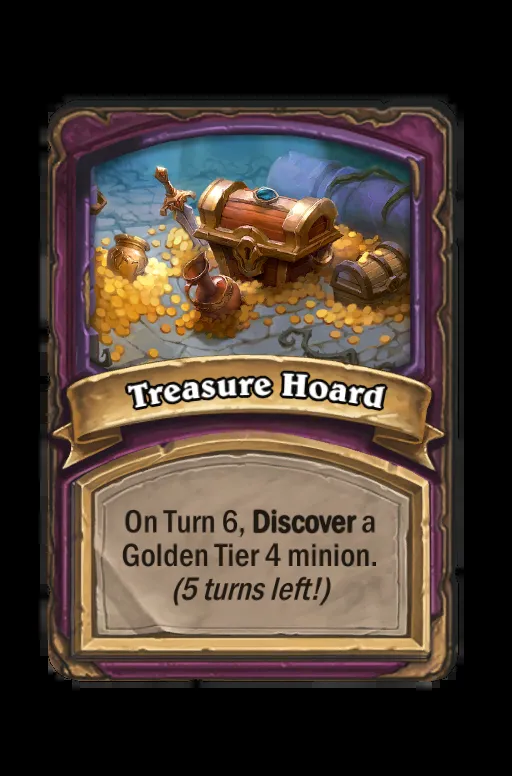 Treasure Hoard
On Turn 6, Discover a
Golden Tier 4 minion.
(5 turns left!)